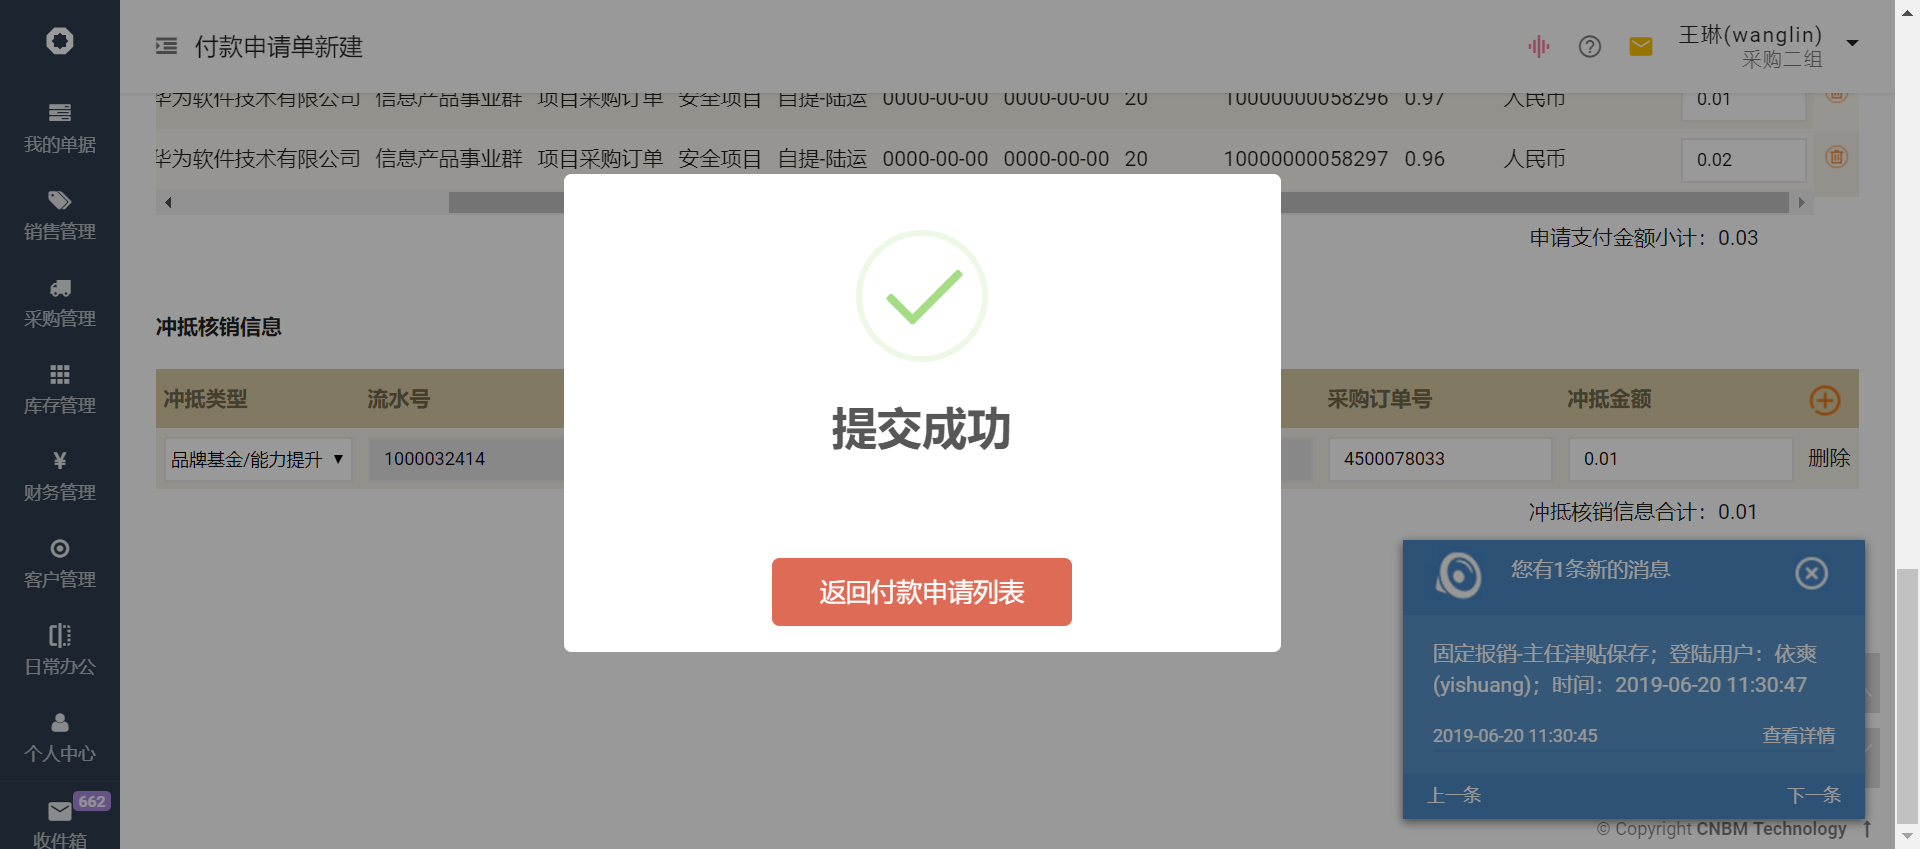 付款申请单新建
王琳(wanglin)
采购二组
我的单据
销售管理
采购管理
库存管理
财务管理
客户管理
日常办公
个人中心
662
收件箱
华为软件技术有限公司 信息产品事业群 项目采购订单 安全项目 自提-陆运 0000-00-00 0000-00-00 20 10000000058296 0.97 人民币 0.01
华为软件技术有限公司 信息产品事业群 项目采购订单 安全项目 自提-陆运 0000-00-00 0000-00-00 20 10000000058297 0.96 人民币 0.02
申请支付金额小计：0.03
冲抵核销信息
冲抵类型 流水号 采购订单号 冲抵金额
品牌基金/能力提升 1000032414 4500078033 0.01 删除
冲抵核销信息合计：0.01
提交成功
返回付款申请列表
您有1条新的消息
固定报销-主任津贴保存；登陆用户：依爽
(yishuang)；时间：2019-06-20 11:30:47
2019-06-20 11:30:45 查看详情
上一条 下一条
© Copyright CNBM Technology